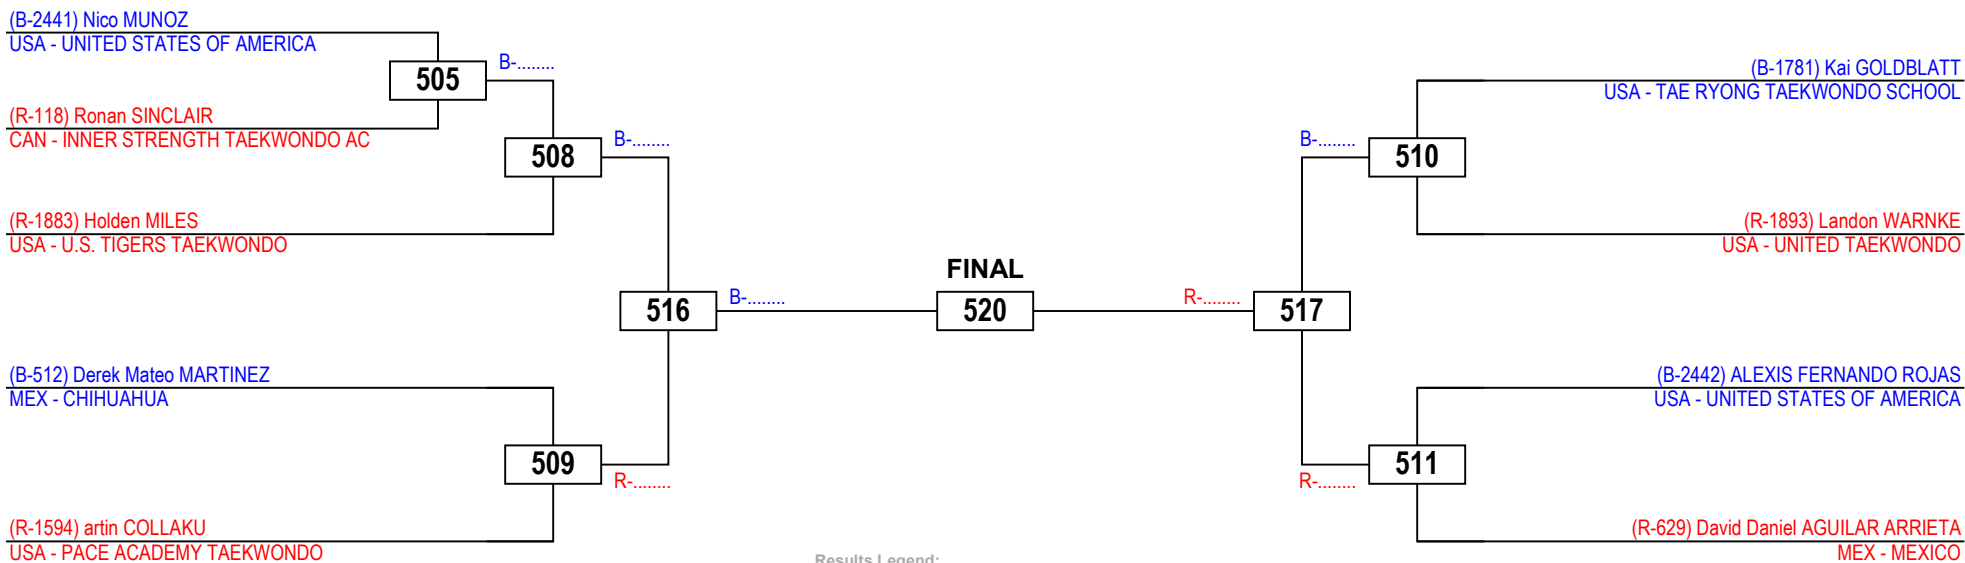 (B-2441) Nico MUNOZ
USA - UNITED STATES OF AMERICA
505
B-........
(R-118) Ronan SINCLAIR
CAN - INNER STRENGTH TAEKWONDO AC
508
B-........
(R-1883) Holden MILES
USA - U.S. TIGERS TAEKWONDO
516
B-........
(B-512) Derek Mateo MARTINEZ
MEX - CHIHUAHUA
509
R-........
(R-1594) artin COLLAKU
USA - PACE ACADEMY TAEKWONDO
FINAL
520
(B-1781) Kai GOLDBLATT
USA - TAE RYONG TAEKWONDO SCHOOL
B-........
510
(R-1893) Landon WARNKE
USA - UNITED TAEKWONDO
R-........
517
(B-2442) ALEXIS FERNANDO ROJAS
USA - UNITED STATES OF AMERICA
R-........
511
(R-629) David Daniel AGUILAR ARRIETA
MEX - MEXICO
Results Legend: